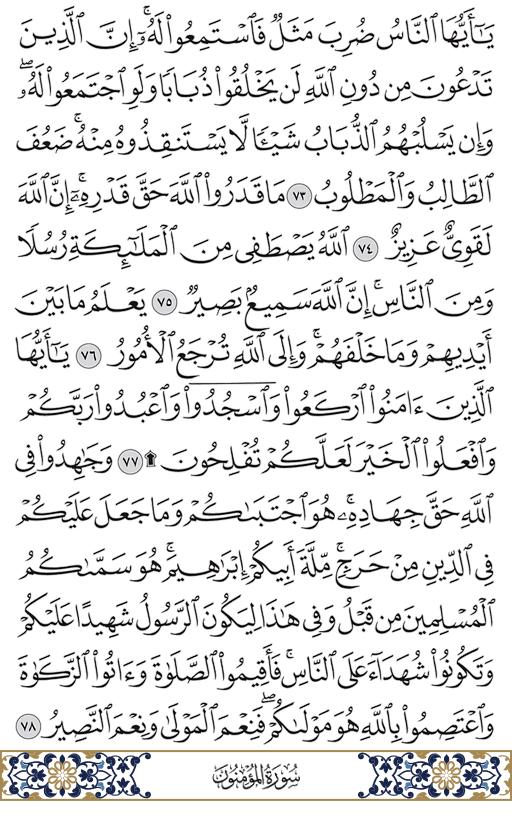 يَـٰٓأَيُّهَا ٱلنَّاسُ ضُرِبَ مَثَلٌ فَٱسْتَمِعُوا۟ لَهُۥٓ ۚ إِنَّ ٱلَّذِينَ
تَدْعُونَ مِن دُونِ ٱللَّهِ لَن يَخْلُقُوا۟ ذُبَابًا وَلَوِ ٱجْتَمَعُوا۟ لَهُۥ ۖ
وَإِن يَسْلُبْهُمُ ٱلذُّبَابُ شَيْـًٔا لَّا يَسْتَنقِذُوهُ مِنْهُ ۚ ضَعُفَ
ٱلطَّالِبُ وَٱلْمَطْلُوبُ ٧٣ مَا قَدَرُوا۟ ٱللَّهَ حَقَّ قَدْرِهِۦٓ ۚ إِنَّ ٱللَّهَ
لَقَوِىٌّ عَزِيزٌ ٧٤ ٱللَّهُ يَصْطَفِى مِنَ ٱلْمَلَـٰٓئِكَةِ رُسُلًا
وَمِنَ ٱلنَّاسِ ۚ إِنَّ ٱللَّهَ سَمِيعٌۢ بَصِيرٌ ٧٥ يَعْلَمُ مَا بَيْنَ
أَيْدِيهِمْ وَمَا خَلْفَهُمْ ۗ وَإِلَى ٱللَّهِ تُرْجَعُ ٱلْأُمُورُ ٧٦ يَـٰٓأَيُّهَا
ٱلَّذِينَ ءَامَنُوا۟ ٱرْكَعُوا۟ وَٱسْجُدُوا۟ وَٱعْبُدُوا۟ رَبَّكُمْ
وَٱفْعَلُوا۟ ٱلْخَيْرَ لَعَلَّكُمْ تُفْلِحُونَ ۩ ٧٧ وَجَـٰهِدُوا۟ فِى
ٱللَّهِ حَقَّ جِهَادِهِۦ ۚ هُوَ ٱجْتَبَىٰكُمْ وَمَا جَعَلَ عَلَيْكُمْ
فِى ٱلدِّينِ مِنْ حَرَجٍ ۚ مِّلَّةَ أَبِيكُمْ إِبْرَٰهِيمَ ۚ هُوَ سَمَّىٰكُمُ
ٱلْمُسْلِمِينَ مِن قَبْلُ وَفِى هَـٰذَا لِيَكُونَ ٱلرَّسُولُ شَهِيدًا عَلَيْكُمْ
وَتَكُونُوا۟ شُهَدَآءَ عَلَى ٱلنَّاسِ ۚ فَأَقِيمُوا۟ ٱلصَّلَوٰةَ وَءَاتُوا۟ ٱلزَّكَوٰةَ
وَٱعْتَصِمُوا۟ بِٱللَّهِ هُوَ مَوْلَىٰكُمْ ۖ فَنِعْمَ ٱلْمَوْلَىٰ وَنِعْمَ ٱلنَّصِيرُ ٧٨
سُورَةُ الْمُؤْمِنُونَ